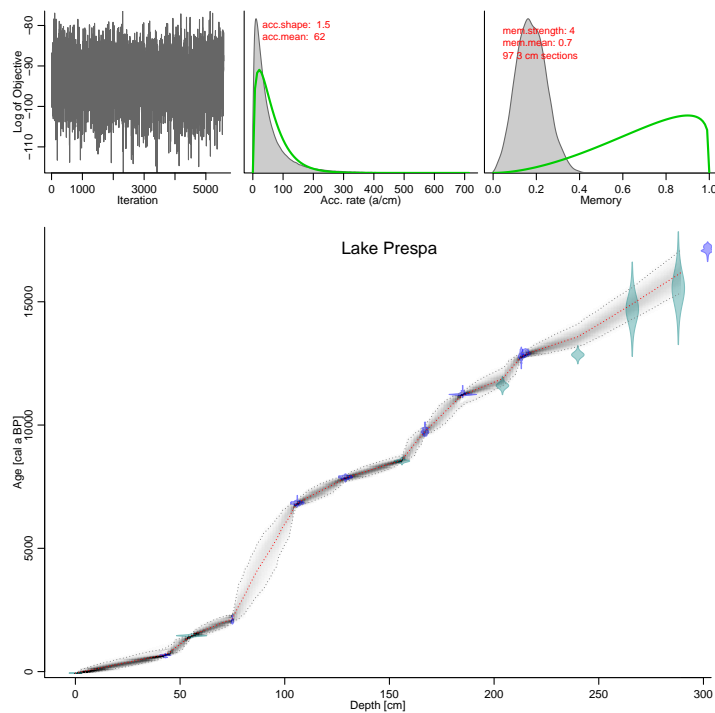 -80
-90
-100
-110
Log of Objective
0 1000 3000 5000
Iteration
acc.shape: 1.5
acc.mean: 62
0 100 200 300 400 500 600 700
Acc. rate (a/cm)
mem.strength: 4
mem.mean: 0.7
97 3 cm sections
0.0 0.2 0.4 0.6 0.8 1.0
Memory
Lake Prespa
15000
10000
5000
0
Age [cal a BP]
0 50 100 150 200 250 300
Depth [cm]